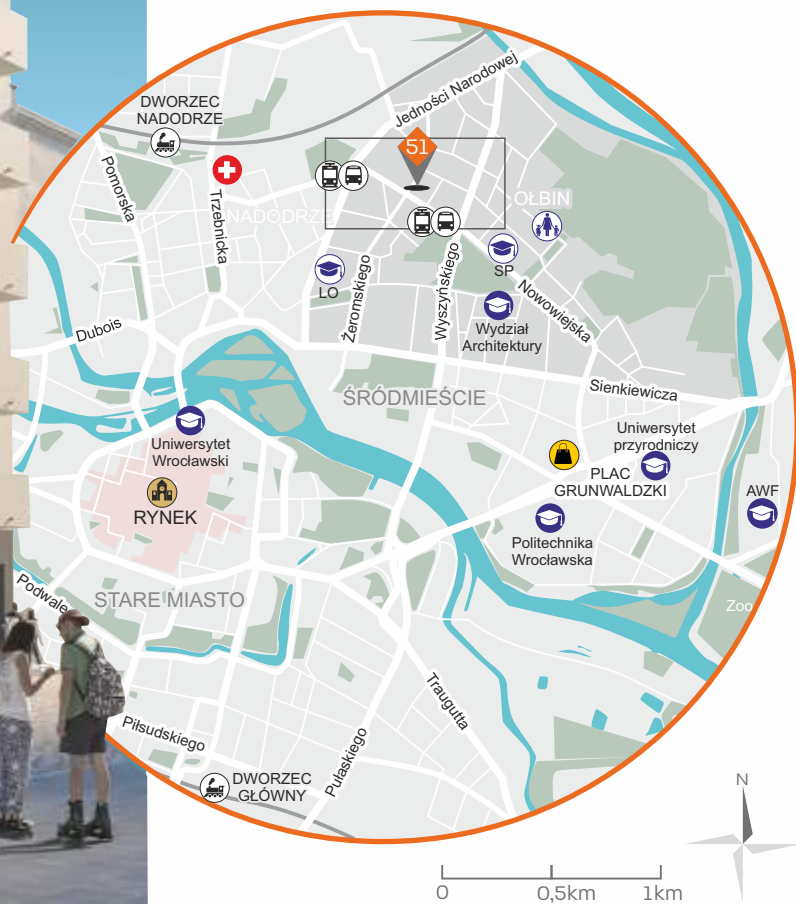 Jedności Narodowej
DWORZEC
NADODRZE
51
Pomorska
Trzebnicka
NADODRZE
OŁBIN
SP
LO
Żeromskiego
Wyszyńskiego
Nowowiejska
Wydział
Architektury
Dubois
Sienkiewicza
ŚRÓDMIEŚCIE
Uniwersytet
Wrocławski
Uniwersytet
przyrodniczy
PLAC
GRUNWALDZKI
AWF
RYNEK
Politechnika
Wrocławska
Podwale
STARE MIASTO
Zoo
Traugutta
Piłsudskiego
Pułaskiego
DWORZEC
GŁÓWNY
N
0 0,5km 1km